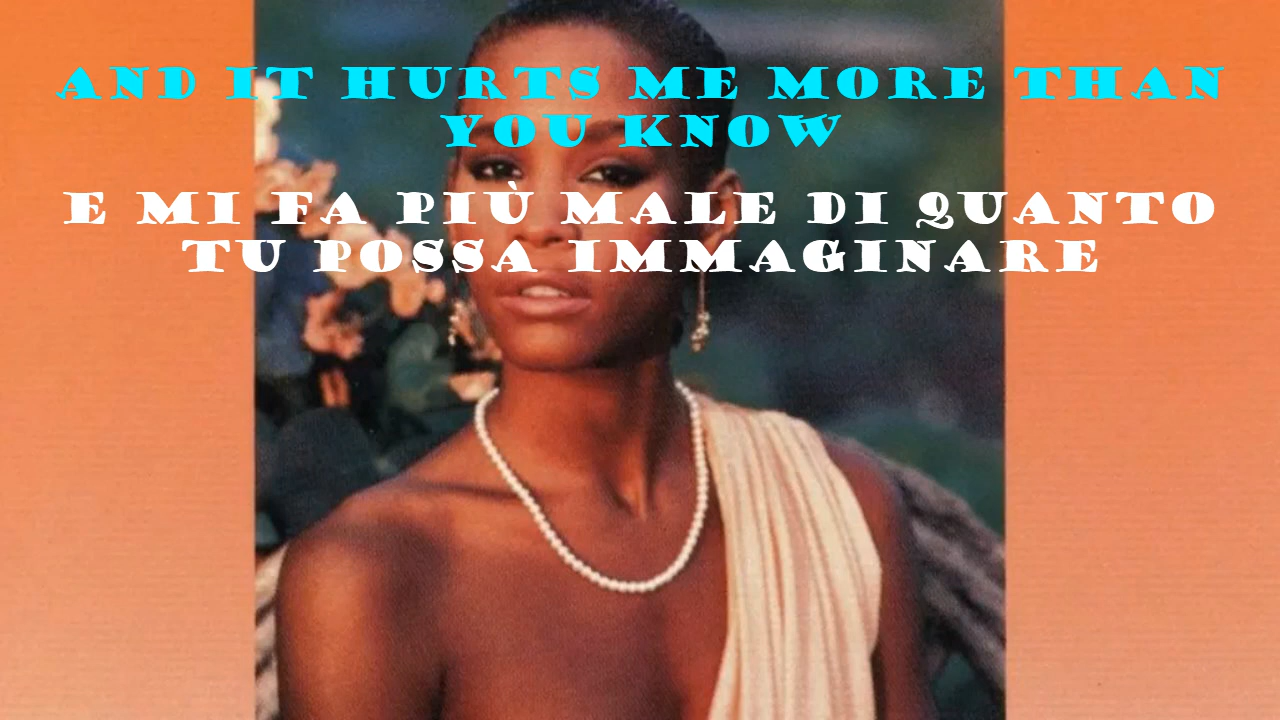 AND IT HURTS ME MORE THAN
YOU KNOW
E MI FA PIÙ MALE DI QUANTO
TU POSSA IMMAGINARE